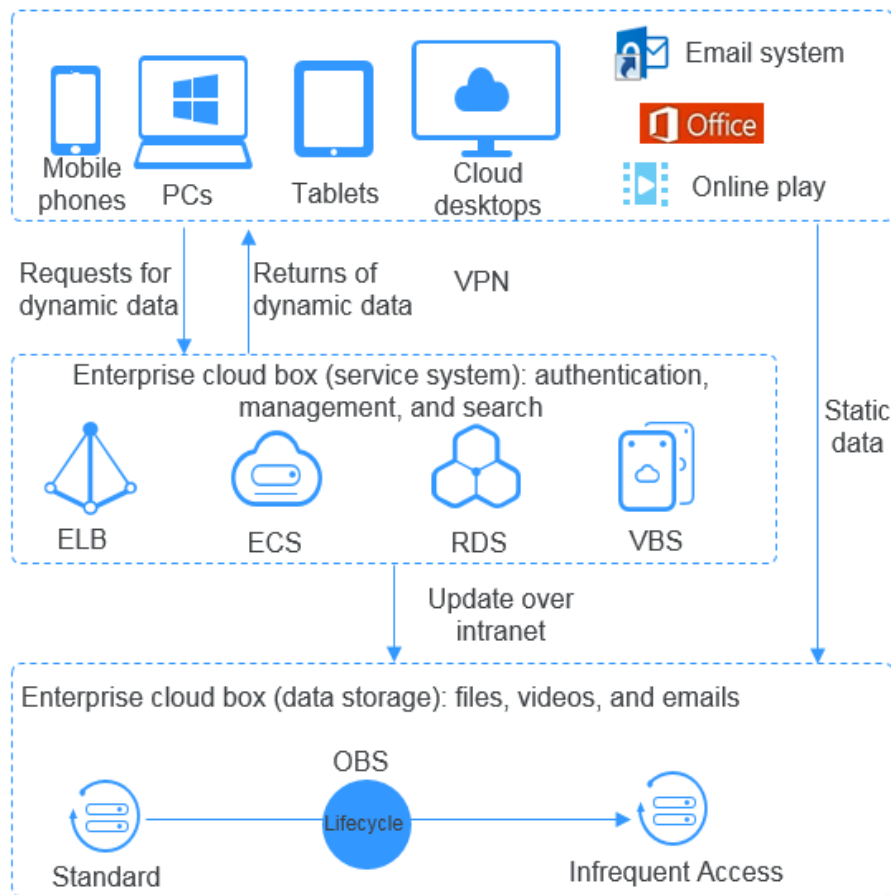 Email system
Office
Online play
Mobile
phones
PCs
Tablets
Cloud
desktops
Requests for
dynamic data
Returns of
dynamic data
VPN
Static
data
Enterprise cloud box (service system): authentication,
management, and search
ELB
ECS
RDS
VBS
Update over
intranet
Enterprise cloud box (data storage): files, videos, and emails
OBS
Lifecycle
Standard
Infrequent Access